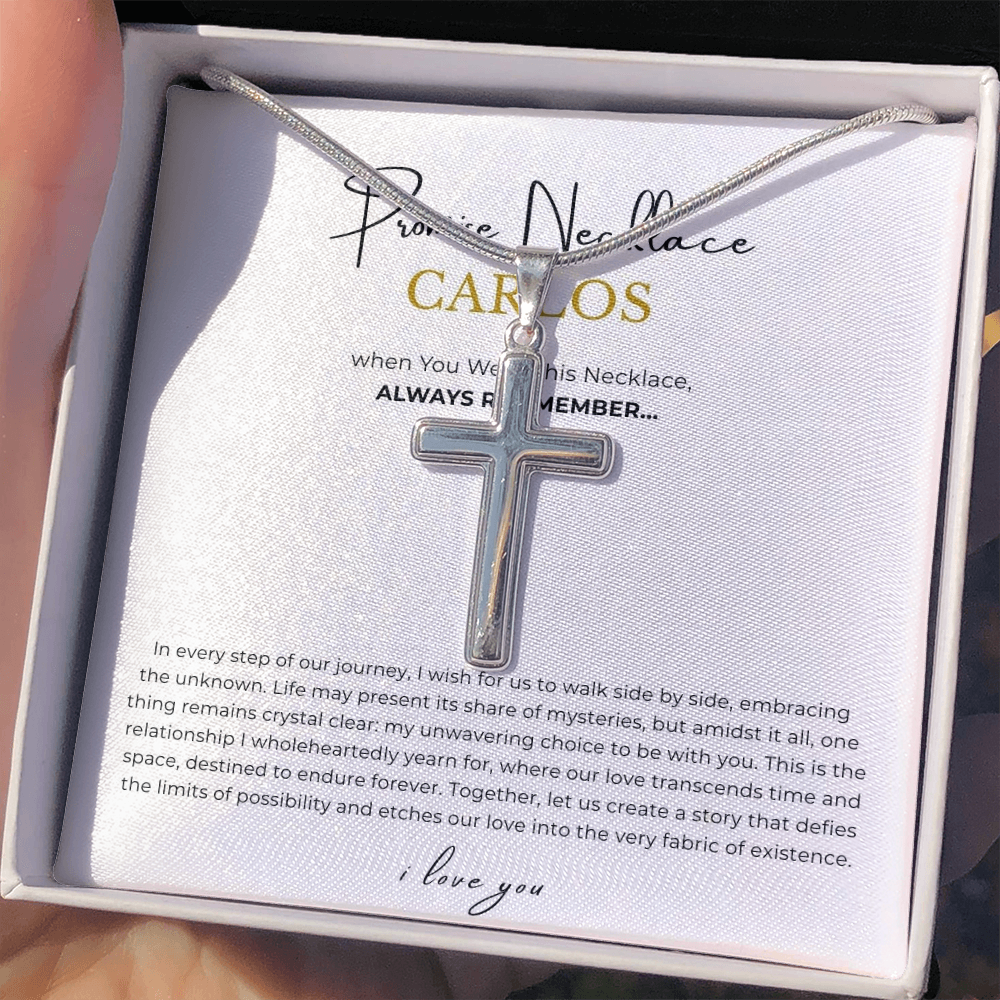 Promise Necklace
CARLOS
when You Wear This Necklace,
ALWAYS REMEMBER...
In every step of our journey, I wish for us to walk side by side, embracing
the unknown. Life may present its share of mysteries, but amidst it all, one
thing remains crystal clear: my unwavering choice to be with you. This is the
relationship I wholeheartedly yearn for, where our love transcends time and
space, destined to endure forever. Together, let us create a story that defies
the limits of possibility and etches our love into the very fabric of existence.
i love you